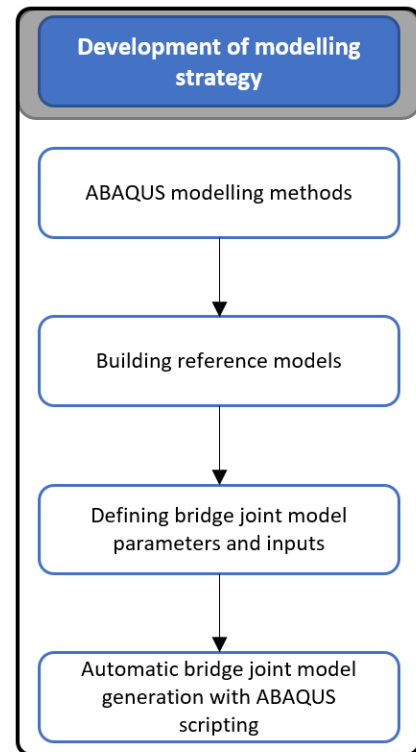 Development of modelling
strategy
ABAQUS modelling methods
Building reference models
Defining bridge joint model
parameters and inputs
Automatic bridge joint model
generation with ABAQUS
scripting